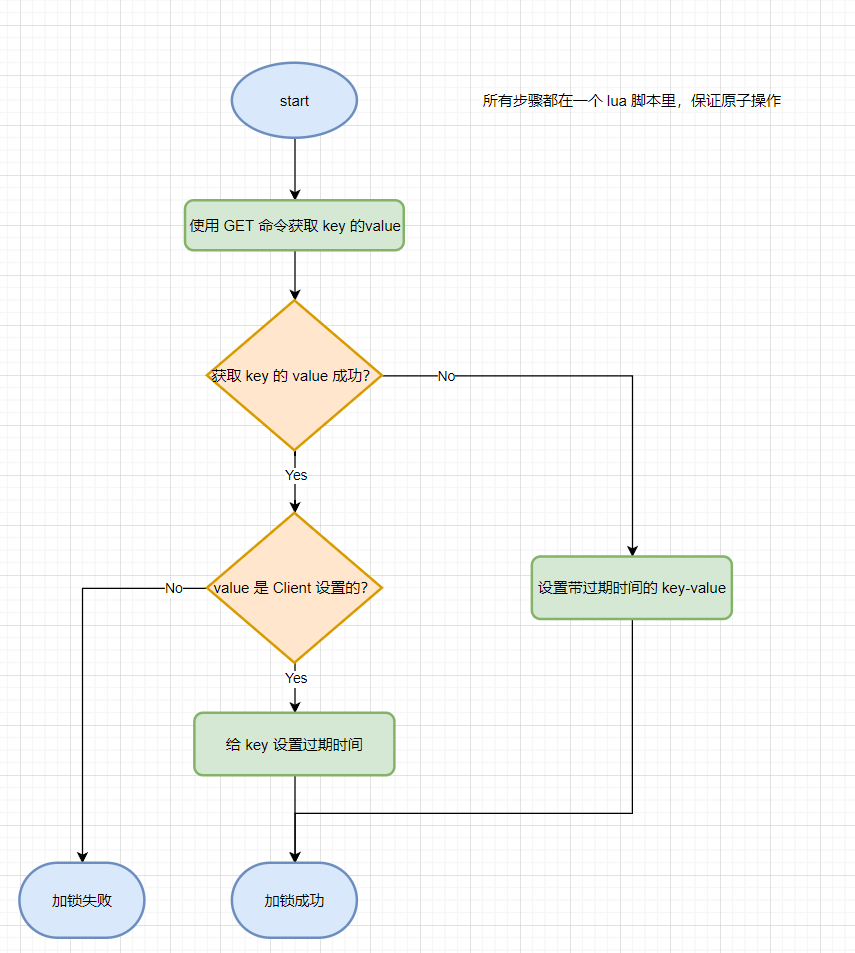 start
所有步骤都在一个 lua 脚本里，保证原子操作
使用 GET 命令获取 key 的value
获取 key 的 value 成功?
No
Yes
value 是 Client 设置的?
No
设置带过期时间的 key-value
Yes
给 key 设置过期时间
加锁失败
加锁成功